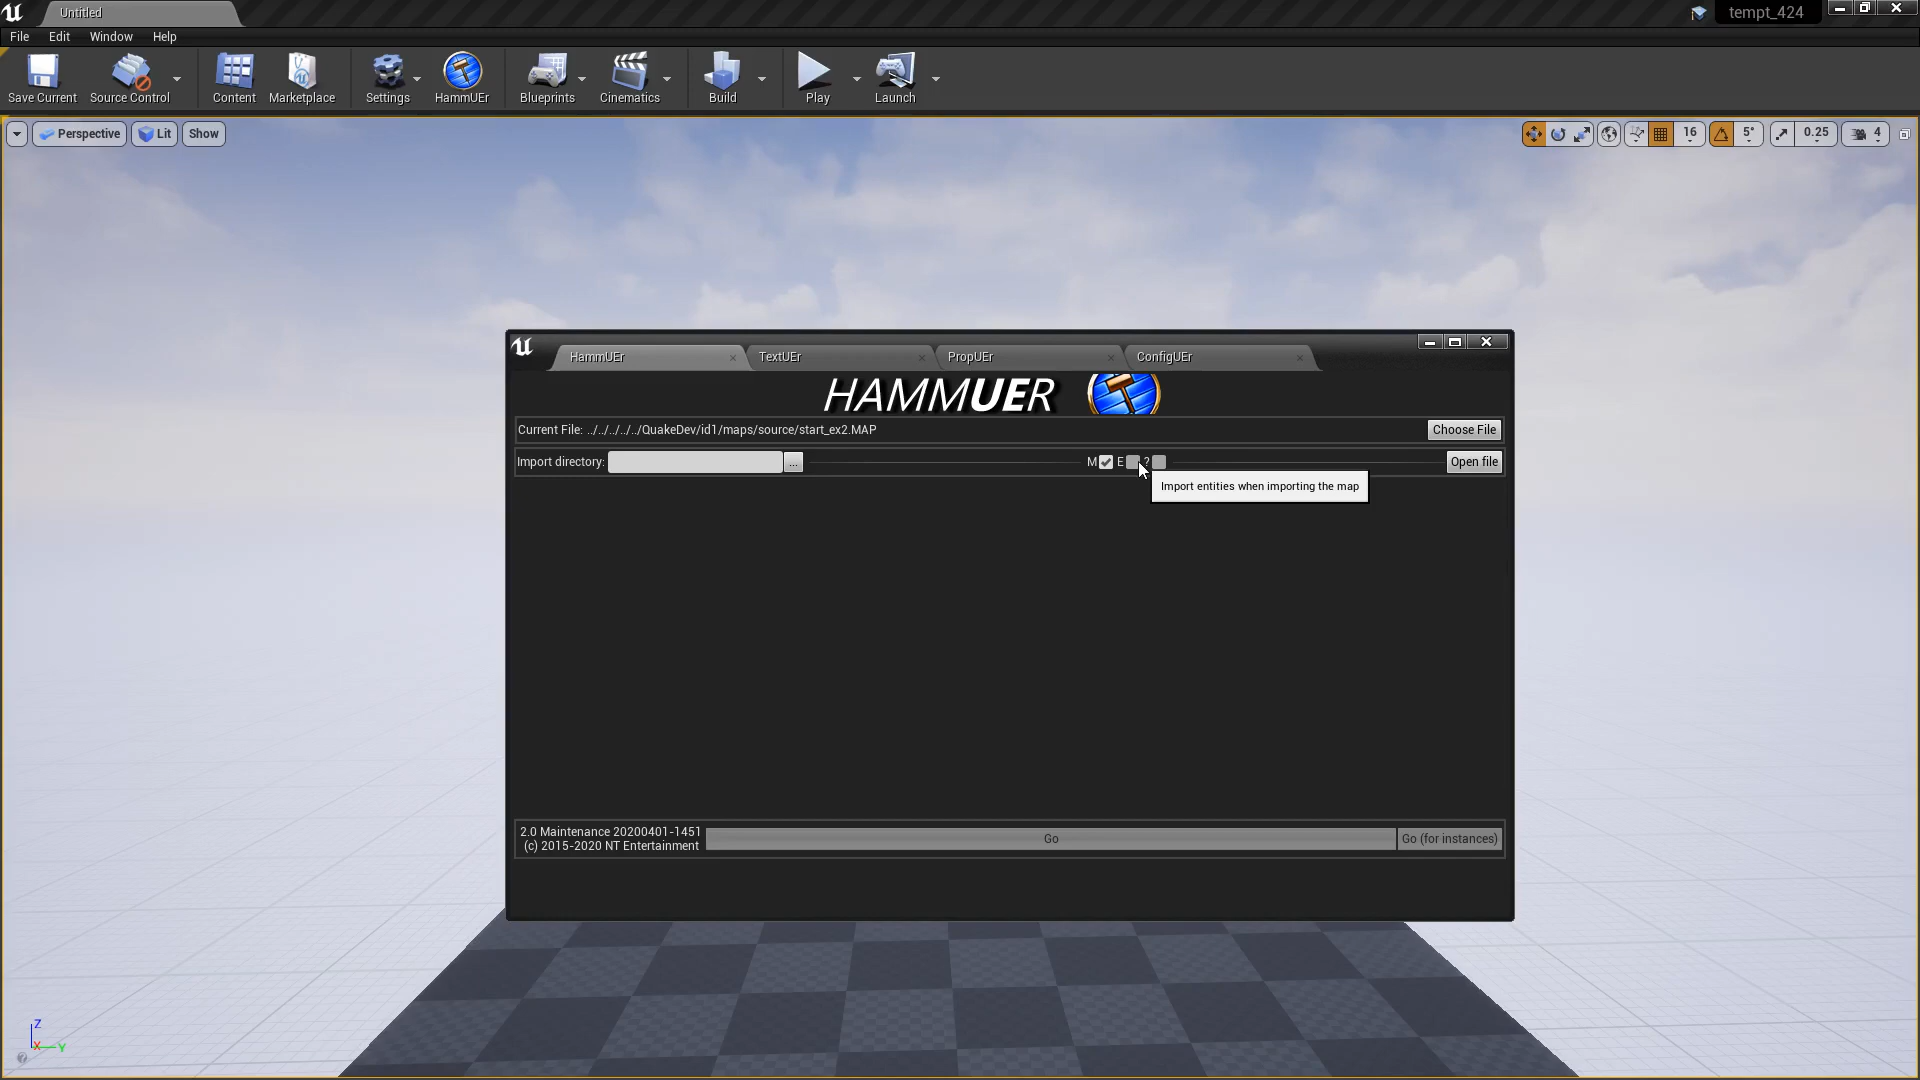 Untitled
tempt_424
File Edit Window Help
Save Current Source Control Content Marketplace Settings HammUEr Blueprints Cinematics Build Play Launch
Perspective Lit Show 16 5° 0.25 4
HammUEr TextUEr PropUEr ConfigUEr
HAMMUER
Current File: ../../../../../QuakeDev/id1/maps/source/start_ex2.MAP Choose File
Import directory: ... M E ? Open file
Import entities when importing the map
2.0 Maintenance 20200401-1451
(c) 2015-2020 NT Entertainment
Go Go (for instances)
Z
X Y